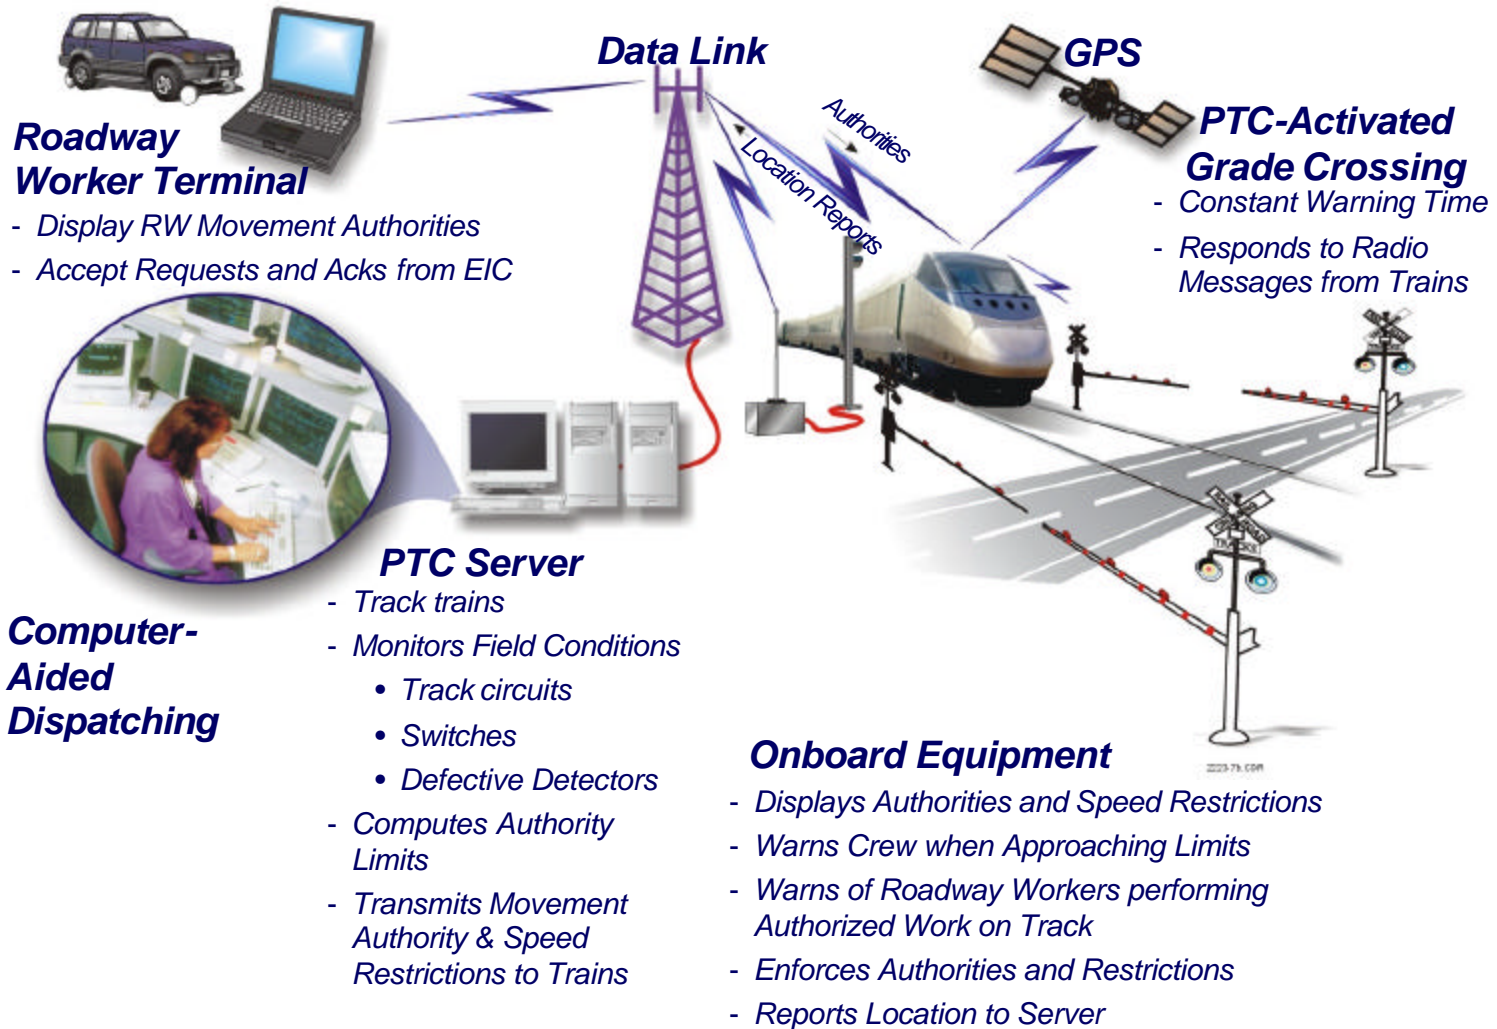 Data Link
GPS
Authorities
Location Reports
Roadway
Worker Terminal
- Display RW Movement Authorities
- Accept Requests and Acks from EIC
PTC-Activated
Grade Crossing
- Constant Warning Time
- Responds to Radio
Messages from Trains
Computer-
Aided
Dispatching
PTC Server
- Track trains
- Monitors Field Conditions
• Track circuits
• Switches
• Defective Detectors
- Computes Authority
Limits
- Transmits Movement
Authority & Speed
Restrictions to Trains
Onboard Equipment
- Displays Authorities and Speed Restrictions
- Warns Crew when Approaching Limits
- Warns of Roadway Workers performing
Authorized Work on Track
- Enforces Authorities and Restrictions
- Reports Location to Server